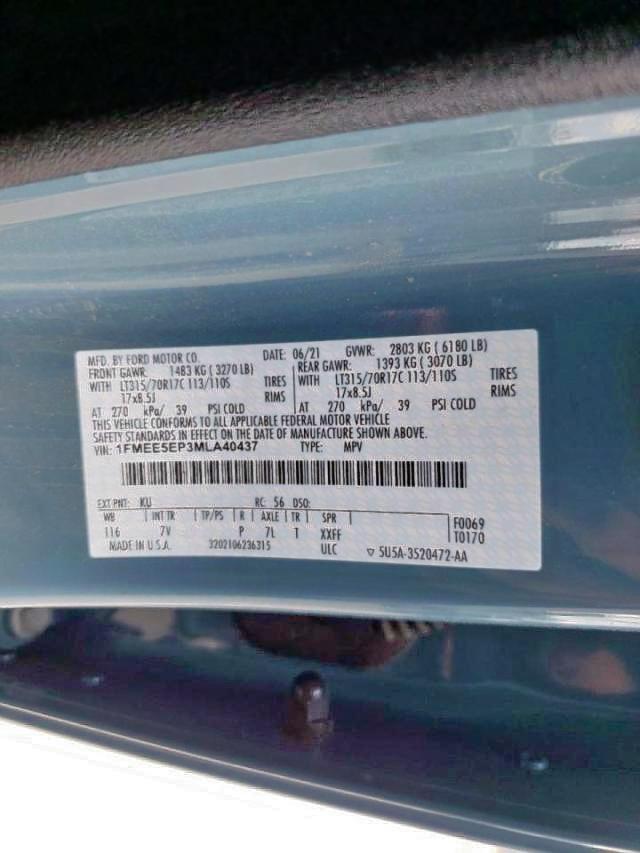 MFD. BY FORD MOTOR CO. DATE: 06/21 GVWR: 2803 KG ( 6180 LB)
FRONT GAWR: 1483 KG ( 3270 LB) REAR GAWR: 1393 KG ( 3070 LB)
WITH LT315/70R17C 113/110S TIRES WITH LT315/70R17C 113/110S TIRES
17x8.5J RIMS 17x8.5J RIMS
AT 270 kPa/ 39 PSI COLD AT 270 kPa/ 39 PSI COLD
THIS VEHICLE CONFORMS TO ALL APPLICABLE FEDERAL MOTOR VEHICLE
SAFETY STANDARDS IN EFFECT ON THE DATE OF MANUFACTURE SHOWN ABOVE.
VIN: 1FMEE5EP3MLA40437 TYPE: MPV
EXT PNT: KU RC: 56 DSO:
WB INT TR TP/PS R AXLE TR SPR F0069
116 7V P 7L T XXFF T0170
MADE IN U.S.A. 3202106236315 ULC ▽ 5U5A-3520472-AA